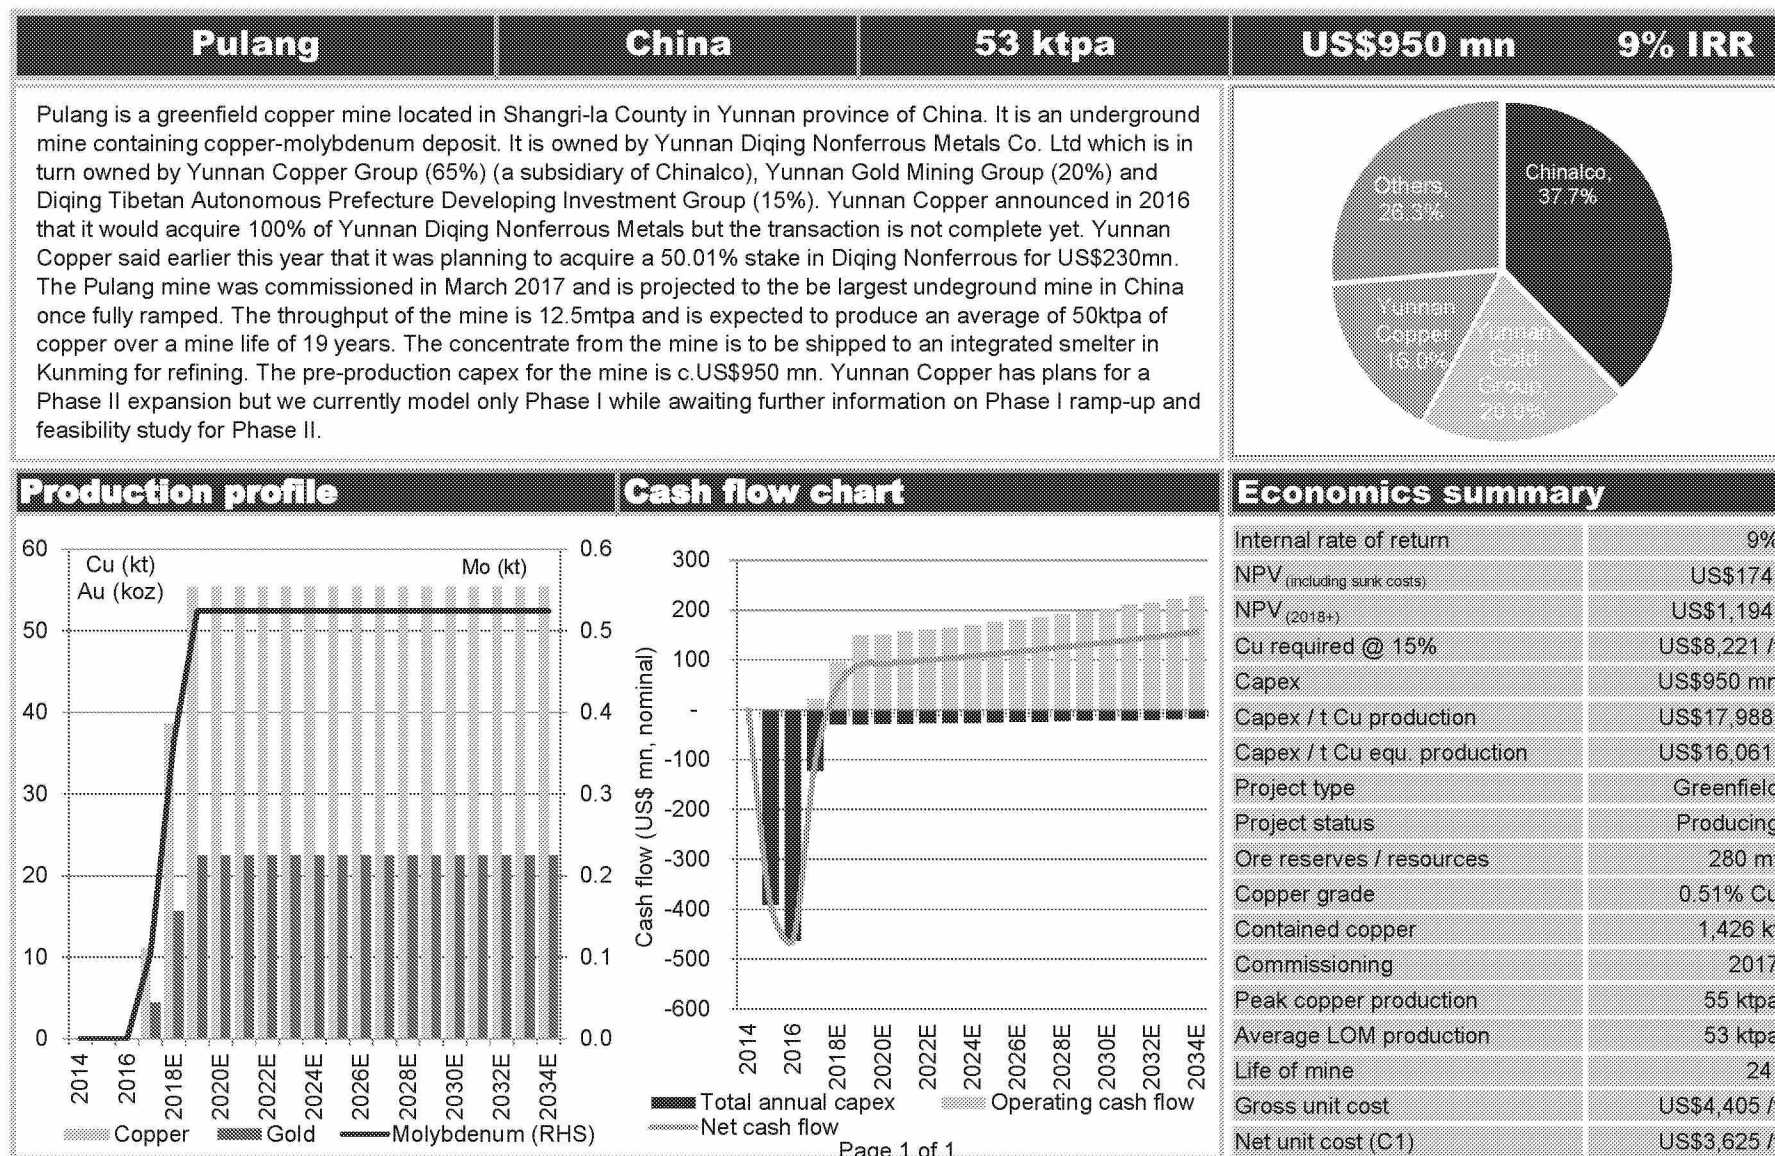 Pulang China 53 ktpa US$950 mn 9% IRR
Pulang is a greenfield copper mine located in Shangri-la County in Yunnan province of China. It is an underground
mine containing copper-molybdenum deposit. It is owned by Yunnan Diqing Nonferrous Metals Co. Ltd which is in
turn owned by Yunnan Copper Group (65%) (a subsidiary of Chinalco), Yunnan Gold Mining Group (20%) and
Diqing Tibetan Autonomous Prefecture Developing Investment Group (15%). Yunnan Copper announced in 2016
that it would acquire 100% of Yunnan Diqing Nonferrous Metals but the transaction is not complete yet. Yunnan
Copper said earlier this year that it was planning to acquire a 50.01% stake in Diqing Nonferrous for US$230mn.
The Pulang mine was commissioned in March 2017 and is projected to the be largest undeground mine in China
once fully ramped. The throughput of the mine is 12.5mtpa and is expected to produce an average of 50ktpa of
copper over a mine life of 19 years. The concentrate from the mine is to be shipped to an integrated smelter in
Kunming for refining. The pre-production capex for the mine is c.US$950 mn. Yunnan Copper has plans for a
Phase II expansion but we currently model only Phase I while awaiting further information on Phase I ramp-up and
feasibility study for Phase II.
Chinalco,
37.7%
Others,
26.3%
Yunnan
Copper
16.0%
Yunnan
Gold
Group,
20.0%
Production profile
60
50
40
30
20
10
0
Cu (kt)
Au (koz)
Mo (kt)
0.6
0.5
0.4
0.3
0.2
0.1
0.0
2014
2016
2018E
2020E
2022E
2024E
2026E
2028E
2030E
2032E
2034E
Copper Gold Molybdenum (RHS)
Cash flow chart
Cash flow (US$ mn, nominal)
300
200
100
-
-100
-200
-300
-400
-500
-600
2014
2016
2018E
2020E
2022E
2024E
2026E
2028E
2030E
2032E
2034E
Total annual capex Operating cash flow
Net cash flow
Page 1 of 1
Economics summary
Internal rate of return 9%
NPV (including sunk costs) US$174
NPV (2018+) US$1,194
Cu required @ 15% US$8,221 /
Capex US$950 mn
Capex / t Cu production US$17,988
Capex / t Cu equ. production US$16,061
Project type Greenfield
Project status Producing
Ore reserves / resources 280 m
Copper grade 0.51% Cu
Contained copper 1,426 k
Commissioning 2017
Peak copper production 55 ktpa
Average LOM production 53 ktpa
Life of mine 24
Gross unit cost US$4,405 /
Net unit cost (C1) US$3,625 /